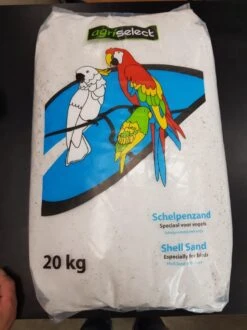 agriselect
Schelpenzand
Speciaal voor vogels
Shell Sand
Especially for birds
20 kg